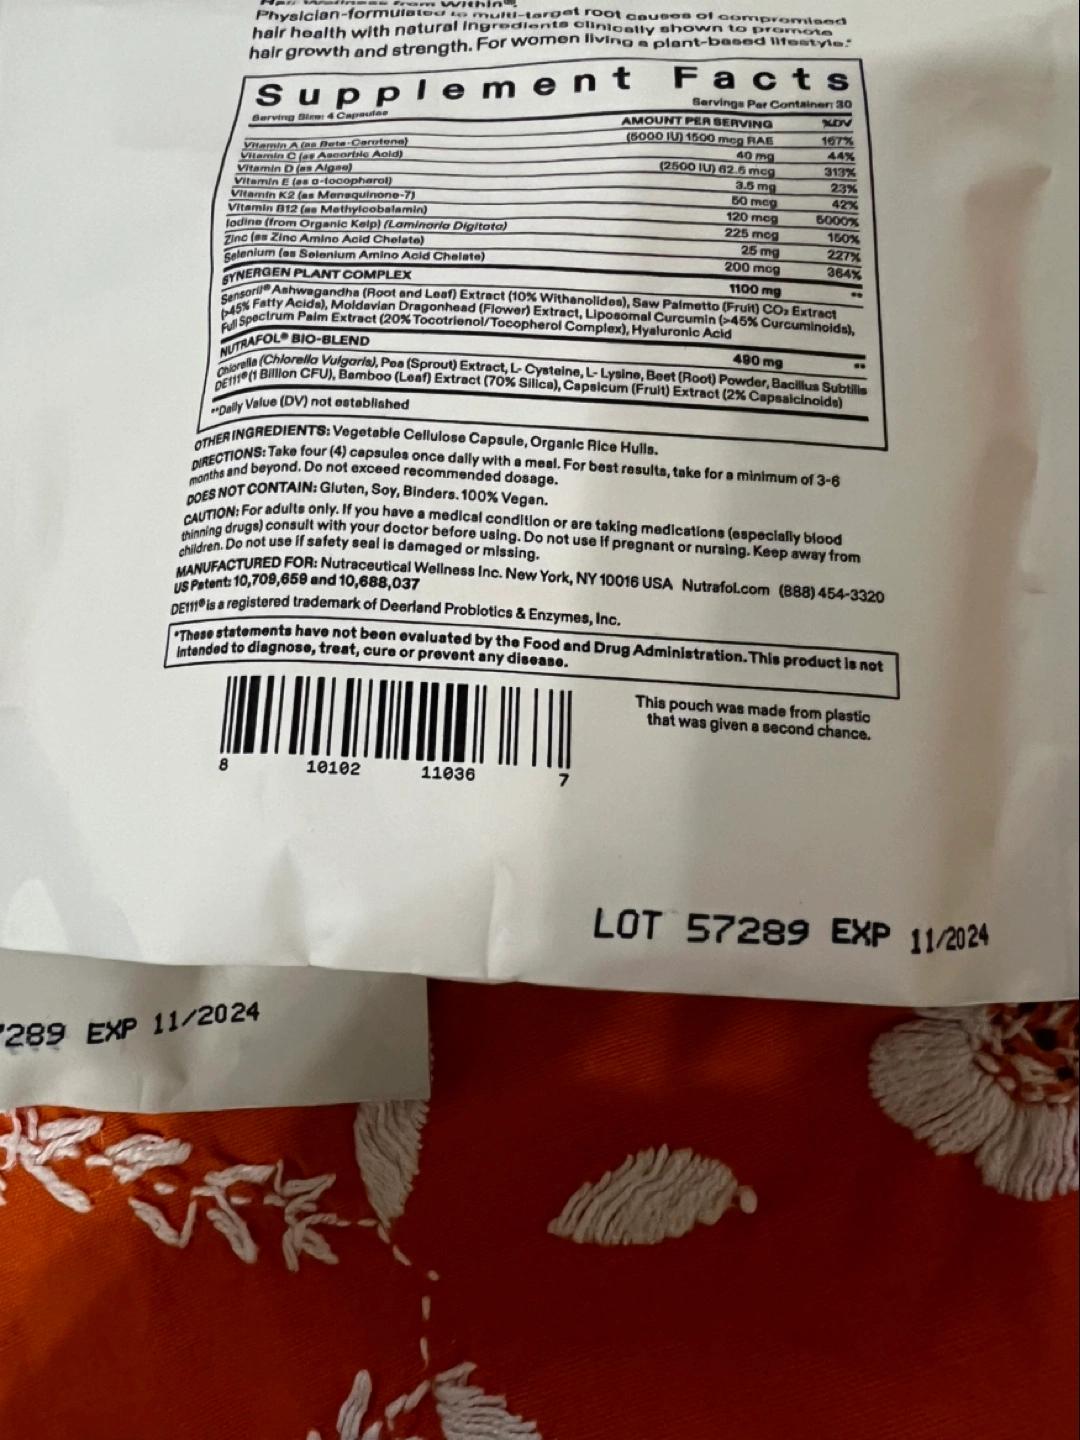 Hair Wellness from Within®.
Physician-formulated to multi-target root causes of compromised
hair health with natural ingredients clinically shown to promote
hair growth and strength. For women living a plant-based lifestyle.*
Supplement Facts
Serving Size: 4 Capsules Servings Per Container: 30
AMOUNT PER SERVING %DV
Vitamin A (as Beta-Carotene) (5000 IU) 1500 mcg RAE 167%
Vitamin C (as Ascorbic Acid) 40 mg 44%
Vitamin D (as Algae) (2500 IU) 62.5 mcg 313%
Vitamin E (as α-tocopherol) 3.5 mg 23%
Vitamin K2 (as Menaquinone-7) 50 mcg 42%
Vitamin B12 (as Methylcobalamin) 120 mcg 5000%
Iodine (from Organic Kelp) (Laminaria Digitata) 225 mcg 150%
Zinc (as Zinc Amino Acid Chelate) 25 mg 227%
Selenium (as Selenium Amino Acid Chelate) 200 mcg 364%
SYNERGEN PLANT COMPLEX 1100 mg **
Sensoril® Ashwagandha (Root and Leaf) Extract (10% Withanolides), Saw Palmetto (Fruit) CO₂ Extract
(>45% Fatty Acids), Moldavian Dragonhead (Flower) Extract, Liposomal Curcumin (>45% Curcuminoids),
Full Spectrum Palm Extract (20% Tocotrienol/Tocopherol Complex), Hyaluronic Acid
NUTRAFOL® BIO-BLEND 490 mg **
Chlorella (Chlorella Vulgaris), Pea (Sprout) Extract, L- Cysteine, L- Lysine, Beet (Root) Powder, Bacillus Subtilis
DE111® (1 Billion CFU), Bamboo (Leaf) Extract (70% Silica), Capsicum (Fruit) Extract (2% Capsaicinoids)
**Daily Value (DV) not established
OTHER INGREDIENTS: Vegetable Cellulose Capsule, Organic Rice Hulls.
DIRECTIONS: Take four (4) capsules once daily with a meal. For best results, take for a minimum of 3-6
months and beyond. Do not exceed recommended dosage.
DOES NOT CONTAIN: Gluten, Soy, Binders. 100% Vegan.
CAUTION: For adults only. If you have a medical condition or are taking medications (especially blood
thinning drugs) consult with your doctor before using. Do not use if pregnant or nursing. Keep away from
children. Do not use if safety seal is damaged or missing.
MANUFACTURED FOR: Nutraceutical Wellness Inc. New York, NY 10016 USA Nutrafol.com (888) 454-3320
US Patent: 10,709,659 and 10,688,037
DE111® is a registered trademark of Deerland Probiotics & Enzymes, Inc.
*These statements have not been evaluated by the Food and Drug Administration. This product is not
intended to diagnose, treat, cure or prevent any disease.
This pouch was made from plastic
that was given a second chance.
8 10102 11036 7
LOT 57289 EXP 11/2024
7289 EXP 11/2024